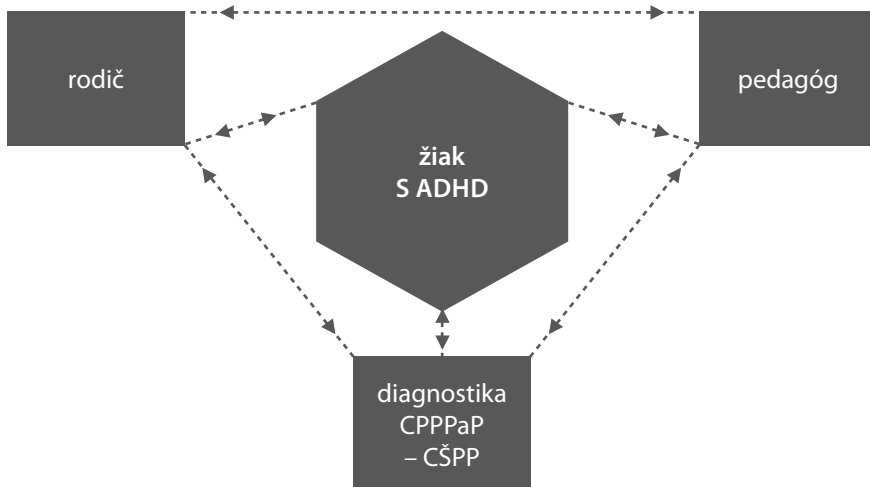 rodič
pedagóg
žiak
S ADHD
diagnostika
CPPPaP
– CŠPP